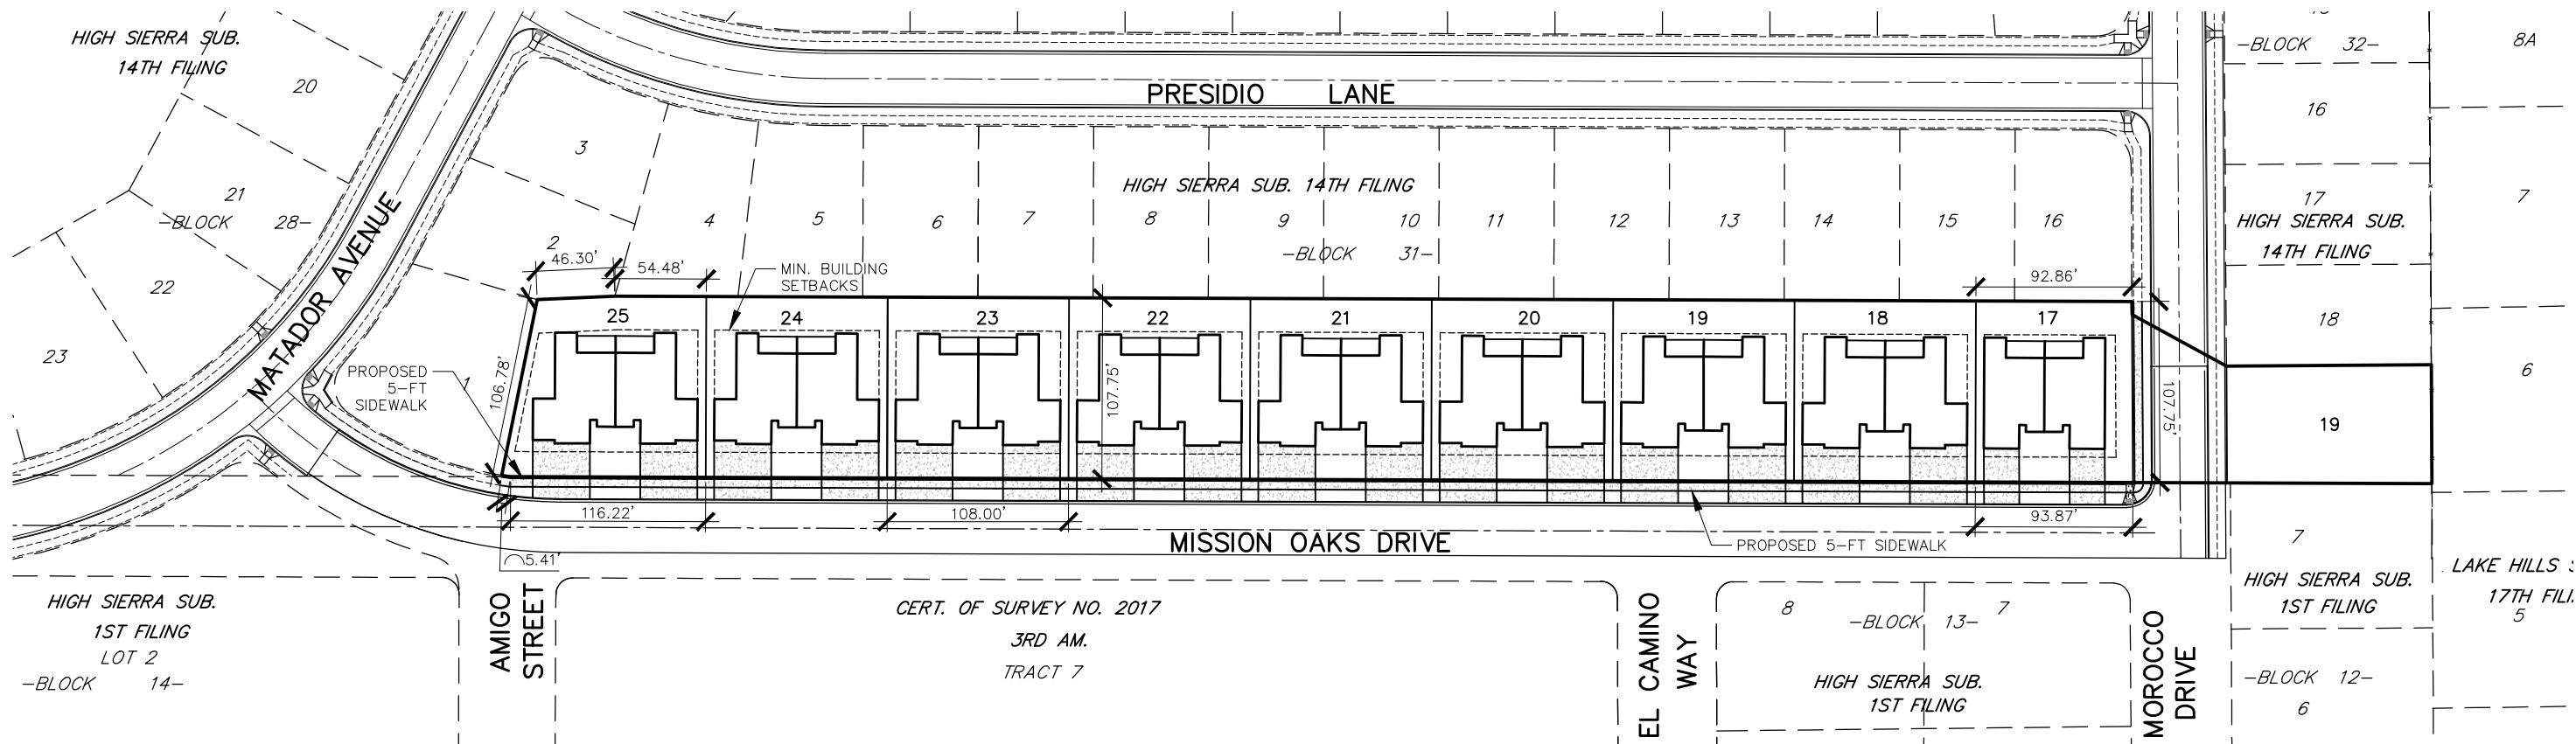 HIGH SIERRA SUB.
14TH FILING
20
21
-BLOCK 28-
22
23
MATADOR AVENUE
PRESIDIO LANE
-BLOCK 32-
8A
16
17
HIGH SIERRA SUB.
14TH FILING
18
7
6
3
HIGH SIERRA SUB. 14TH FILING
4
5
6
7
8
9
10
11
12
13
14
15
16
-BLOCK 31-
2
46.30'
54.48'
MIN. BUILDING
SETBACKS
92.86'
25
24
23
22
21
20
19
18
17
PROPOSED
5-FT
SIDEWALK
1
106.78'
107.75'
107.75'
19
116.22'
108.00'
93.87'
5.41'
MISSION OAKS DRIVE
PROPOSED 5-FT SIDEWALK
HIGH SIERRA SUB.
1ST FILING
LOT 2
-BLOCK 14-
AMIGO
STREET
CERT. OF SURVEY NO. 2017
3RD AM.
TRACT 7
EL CAMINO
WAY
8
7
-BLOCK 13-
HIGH SIERRA SUB.
1ST FILING
MOROCCO
DRIVE
7
HIGH SIERRA SUB.
1ST FILING
-BLOCK 12-
6
LAKE HILLS
17TH FILI
5